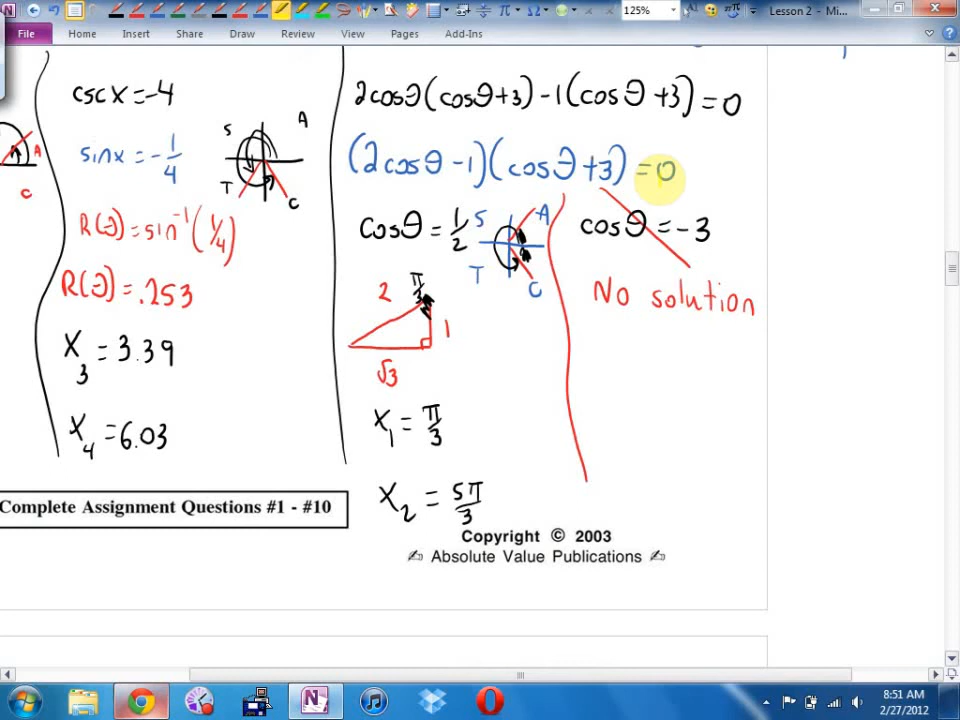 125%
Lesson 2 - Mi...
File Home Insert Share Draw Review Pages Add-Ins
A
C
csc x = -4
sin x = -1/4
S A
T C
R(θ) = sin⁻¹(1/4)
R(θ) = .253
x₃ = 3.39
x₄ = 6.03
Complete Assignment Questions #1 - #10
2cosθ(cosθ+3) -1(cosθ+3) = 0
(2cosθ -1)(cosθ +3) = 0
cosθ = 1/2
S A
T C
2 π/3 1
√3
x₁ = π/3
x₂ = 5π/3
cosθ = -3
No solution
Copyright © 2003
✍ Absolute Value Publications ✍
8:51 AM
2/27/2012